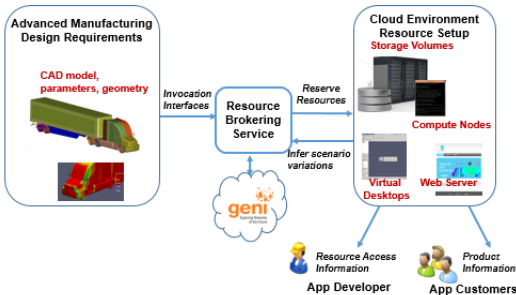 Advanced Manufacturing
Design Requirements
CAD model,
parameters, geometry
Invocation
Interfaces
Resource
Brokering
Service
Reserve
Resources
Infer scenario
variations
geni
Exploring Networks
of the Future
Cloud Environment
Resource Setup
Storage Volumes
Compute Nodes
Virtual
Desktops
Web Server
Resource Access
Information
App Developer
Product
Information
App Customers